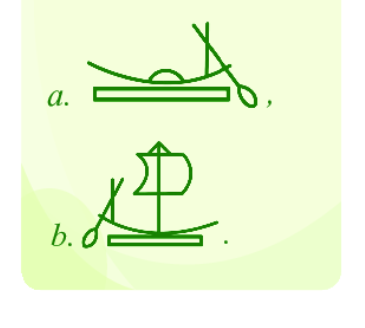 a. ,
b. .